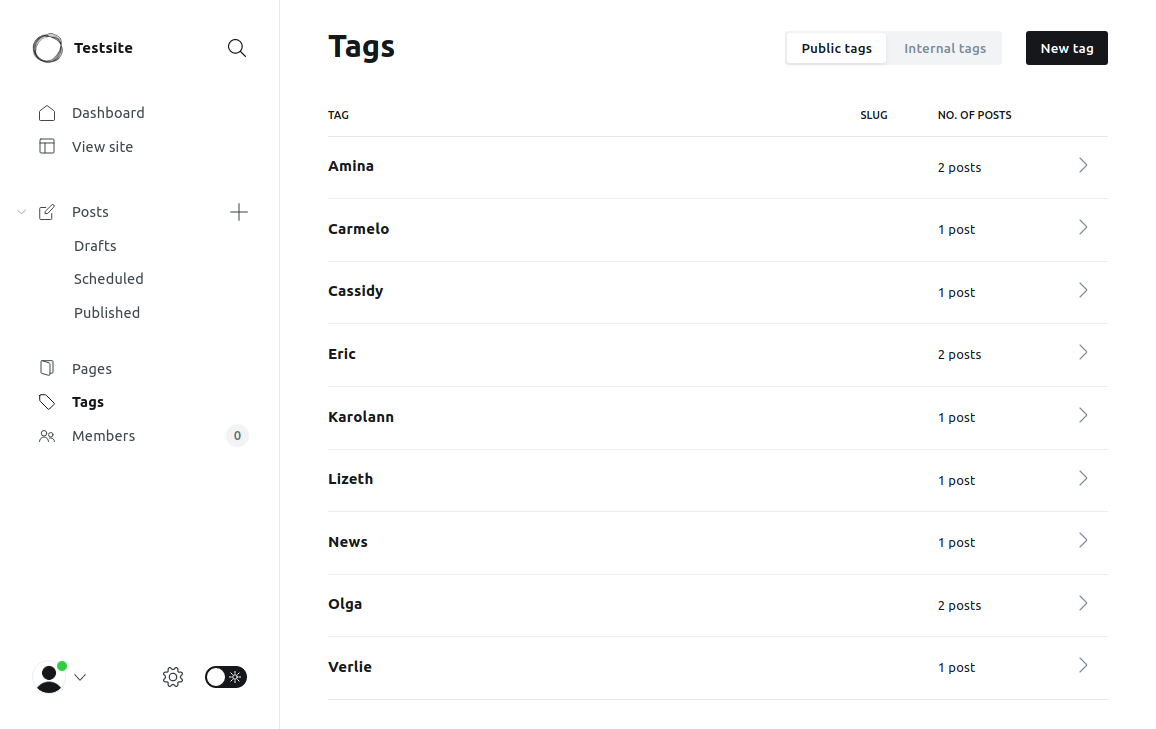 Testsite
Dashboard
View site
Posts
Drafts
Scheduled
Published
Pages
Tags
Members 0
Tags
Public tags Internal tags New tag
TAG SLUG NO. OF POSTS
Amina 2 posts
Carmelo 1 post
Cassidy 1 post
Eric 2 posts
Karolann 1 post
Lizeth 1 post
News 1 post
Olga 2 posts
Verlie 1 post